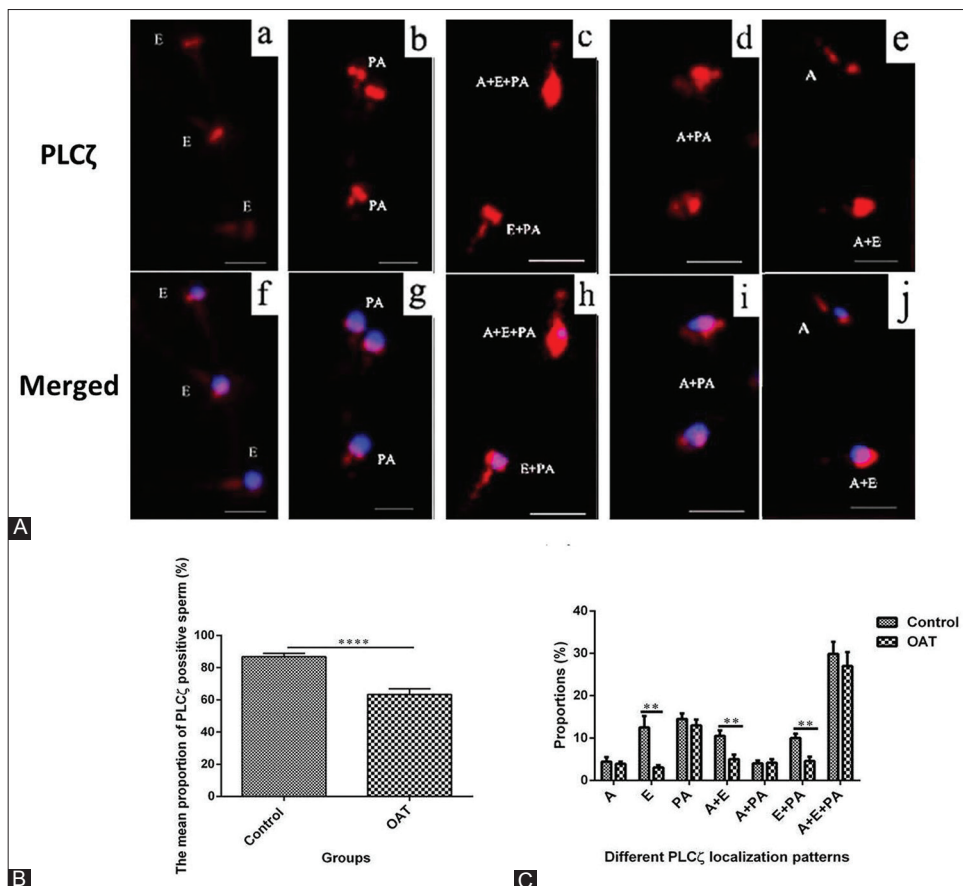 a
b
c
d
e
E
PA
A+E+PA
A
PLCζ
E
A+PA
E
PA
E+PA
A+E
f
g
h
i
j
E
PA
A+E+PA
A
Merged
E
A+PA
E
PA
E+PA
A+E
A
The mean proportion of PLCζ possitive sperm (%)
100
80
60
40
20
0
****
Control
OAT
Groups
B
Proportions (%)
40
30
20
10
0
**
**
**
Control
OAT
A
E
PA
A+E
A+PA
E+PA
A+E+PA
Different PLCζ localization patterns
C